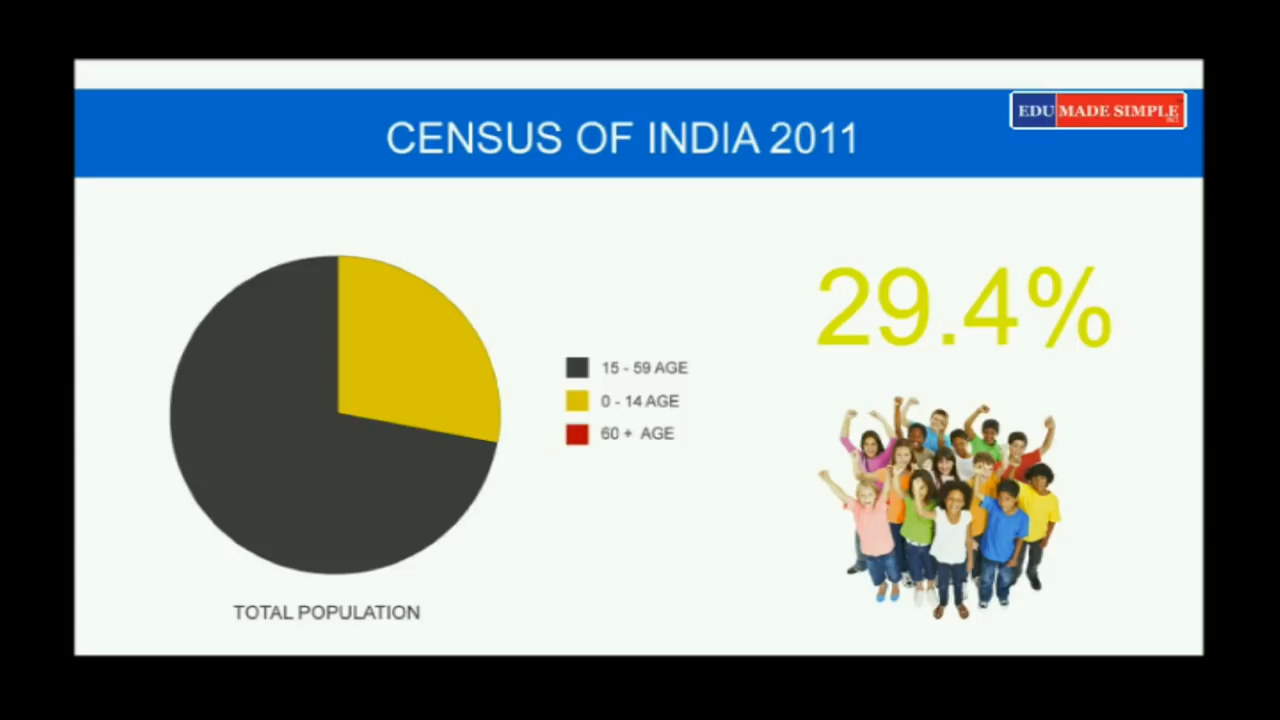 EDU MADE SIMPLE
CENSUS OF INDIA 2011
29.4%
15 - 59 AGE
0 - 14 AGE
60 + AGE
TOTAL POPULATION